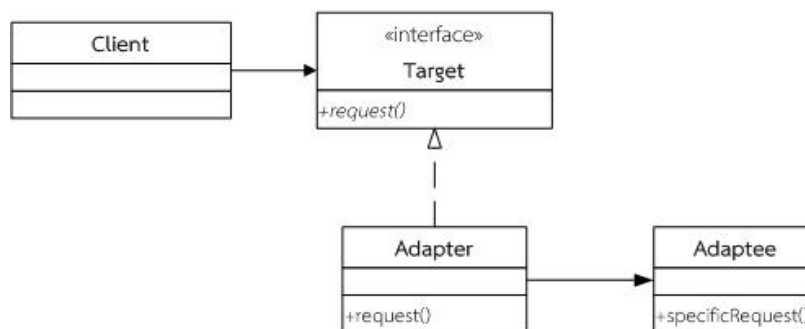 Client
«interface»
Target
+request()
Adapter
+request()
Adaptee
+specificRequest()